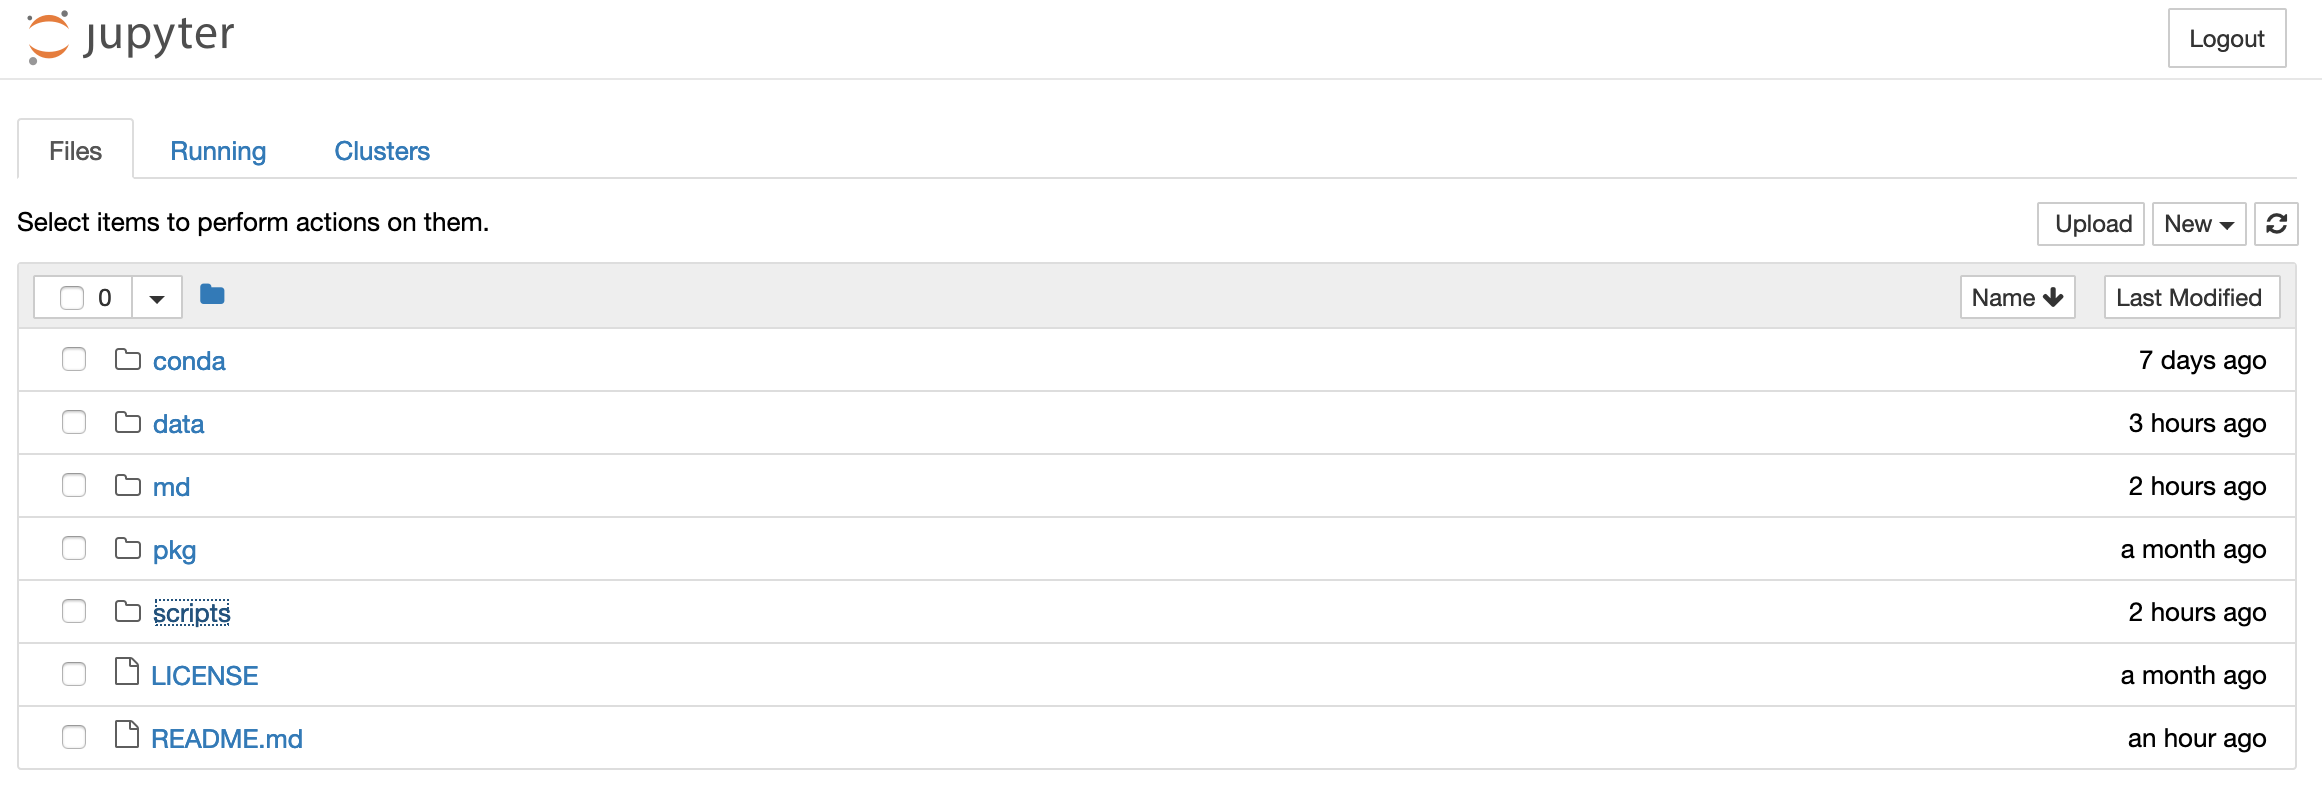 jupyter
Logout
Files Running Clusters
Select items to perform actions on them.
Upload New
0 Name Last Modified
conda 7 days ago
data 3 hours ago
md 2 hours ago
pkg a month ago
scripts 2 hours ago
LICENSE a month ago
README.md an hour ago